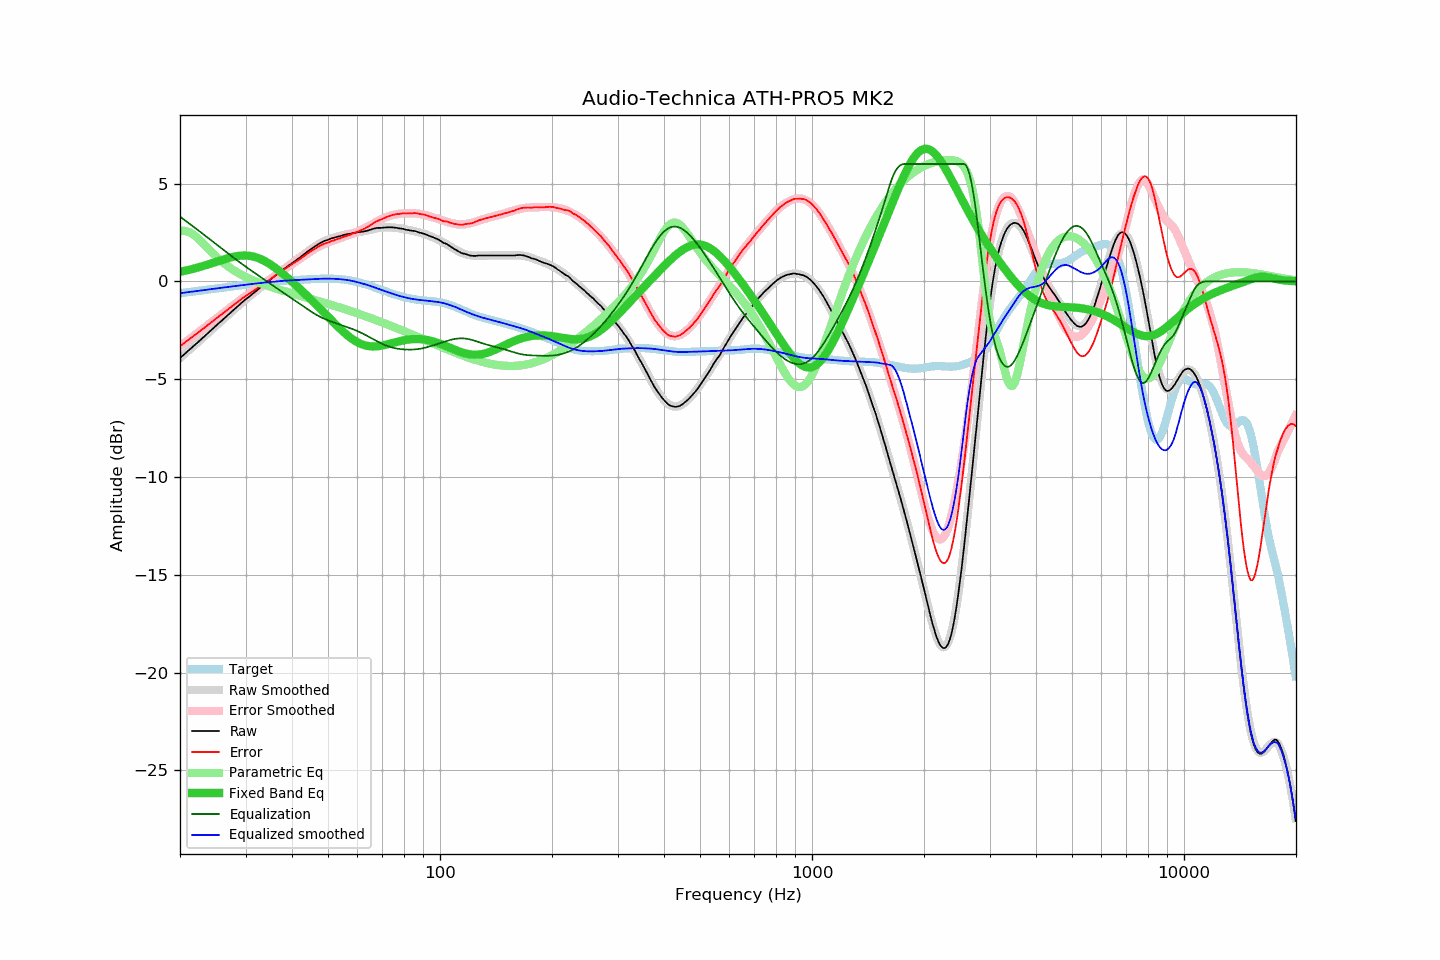 Audio-Technica ATH-PRO5 MK2
Amplitude (dBr)
5
0
−5
−10
−15
−20
−25
Target
Raw Smoothed
Error Smoothed
Raw
Error
Parametric Eq
Fixed Band Eq
Equalization
Equalized smoothed
100
1000
10000
Frequency (Hz)